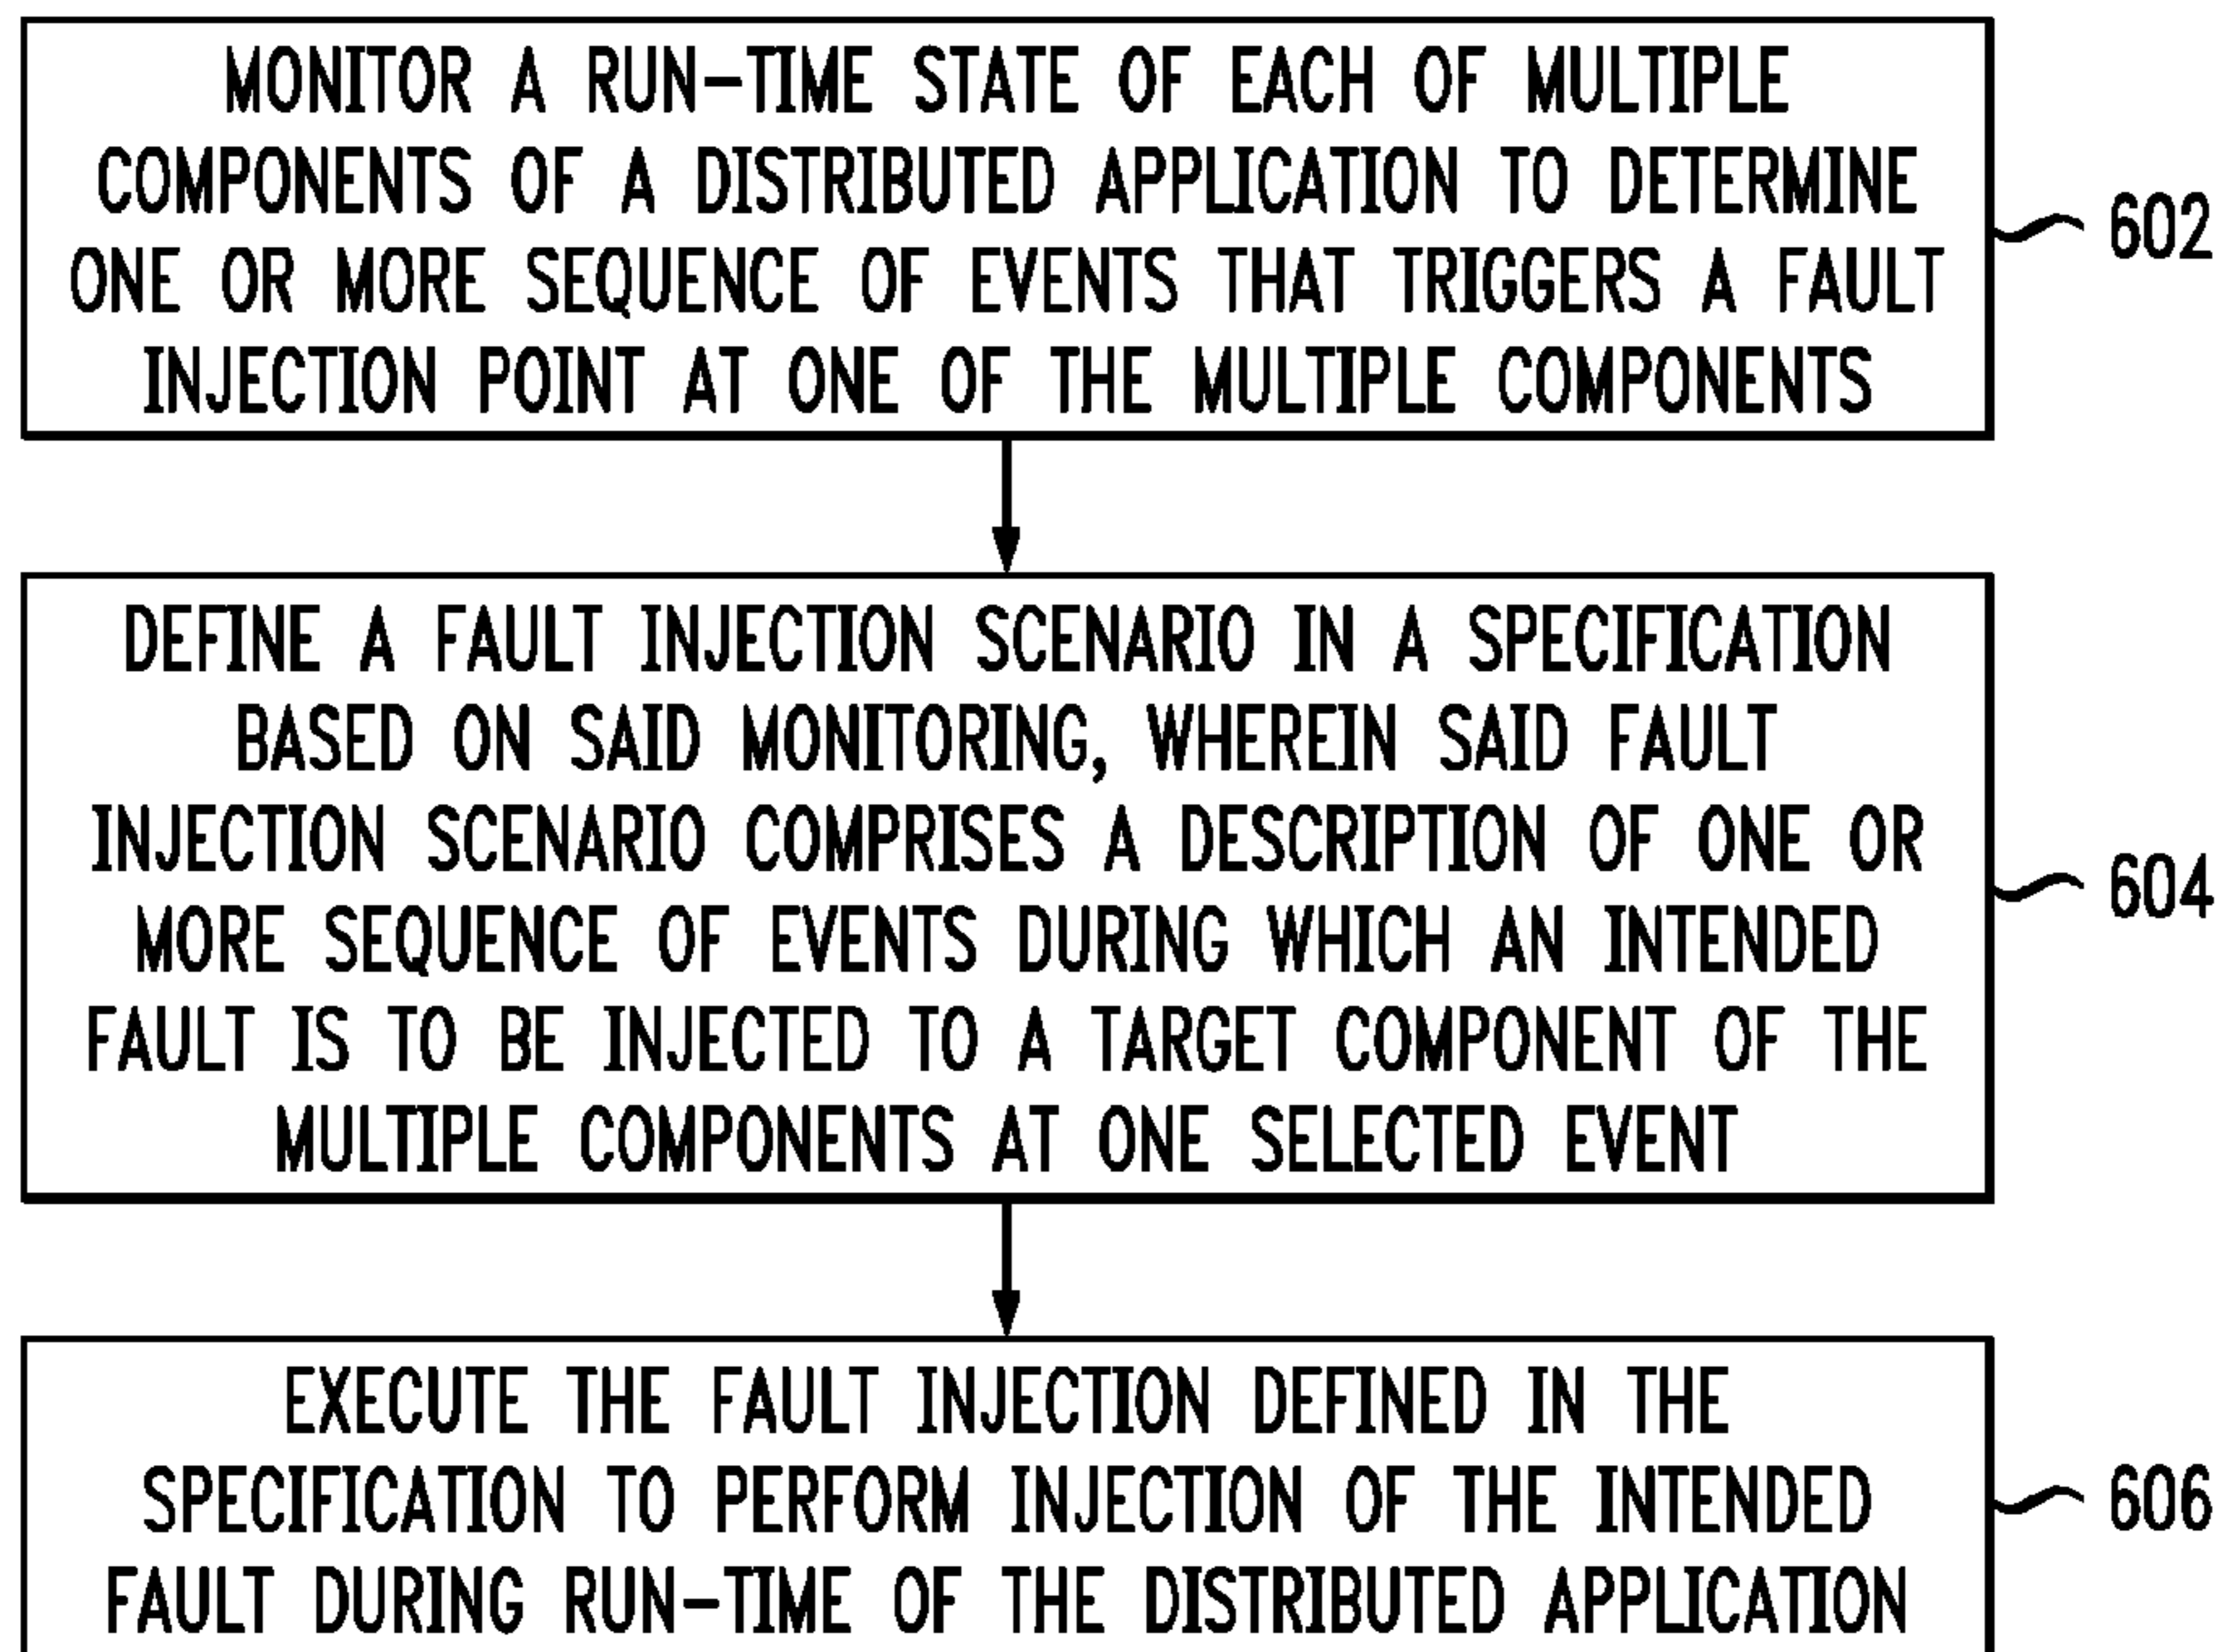 MONITOR A RUN-TIME STATE OF EACH OF MULTIPLE
COMPONENTS OF A DISTRIBUTED APPLICATION TO DETERMINE
ONE OR MORE SEQUENCE OF EVENTS THAT TRIGGERS A FAULT
INJECTION POINT AT ONE OF THE MULTIPLE COMPONENTS
602
DEFINE A FAULT INJECTION SCENARIO IN A SPECIFICATION
BASED ON SAID MONITORING, WHEREIN SAID FAULT
INJECTION SCENARIO COMPRISES A DESCRIPTION OF ONE OR
MORE SEQUENCE OF EVENTS DURING WHICH AN INTENDED
FAULT IS TO BE INJECTED TO A TARGET COMPONENT OF THE
MULTIPLE COMPONENTS AT ONE SELECTED EVENT
604
EXECUTE THE FAULT INJECTION DEFINED IN THE
SPECIFICATION TO PERFORM INJECTION OF THE INTENDED
FAULT DURING RUN-TIME OF THE DISTRIBUTED APPLICATION
606